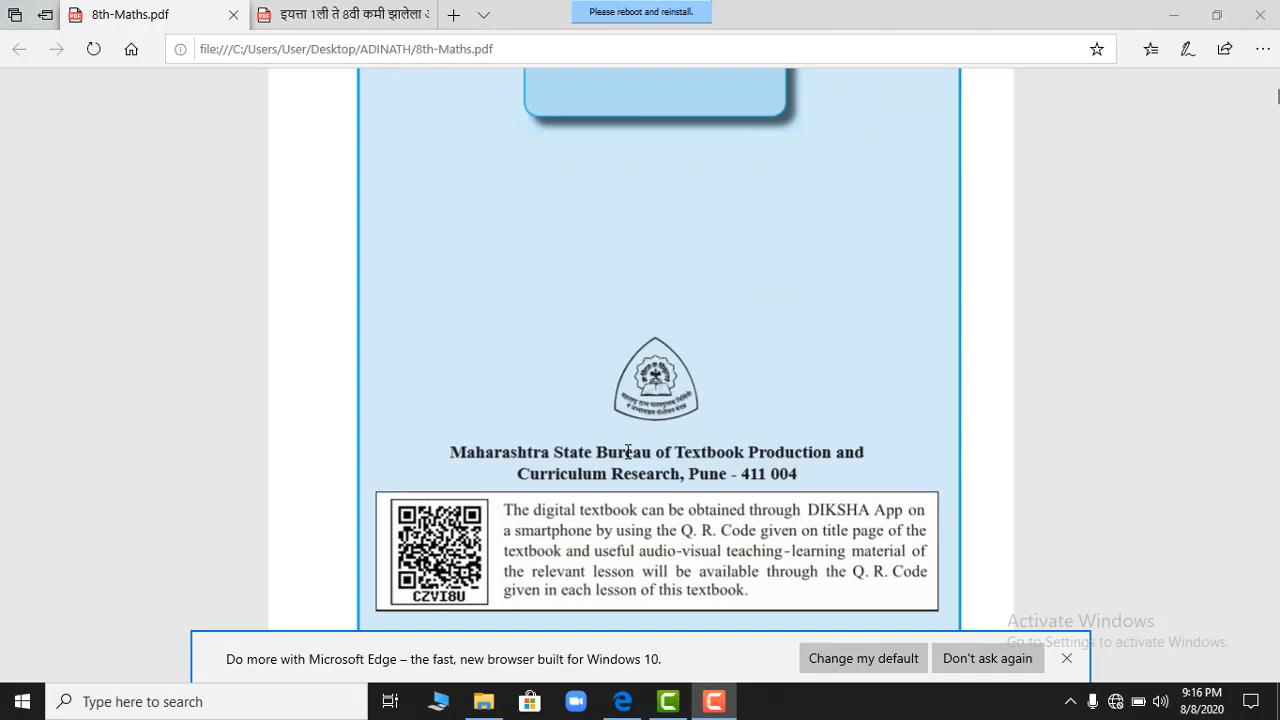 8th-Maths.pdf
इयत्ता 1ली ते 8वी कमी झालेला
Please reboot and reinstall.
file:///C:/Users/User/Desktop/ADINATH/8th-Maths.pdf
Maharashtra State Bureau of Textbook Production and
Curriculum Research, Pune - 411 004
The digital textbook can be obtained through DIKSHA App on
a smartphone by using the Q. R. Code given on title page of the
textbook and useful audio-visual teaching-learning material of
the relevant lesson will be available through the Q. R. Code
given in each lesson of this textbook.
CZVI8U
Activate Windows
Go to Settings to activate Windows.
Do more with Microsoft Edge – the fast, new browser built for Windows 10.
Change my default
Don't ask again
Type here to search
9:16 PM
8/8/2020